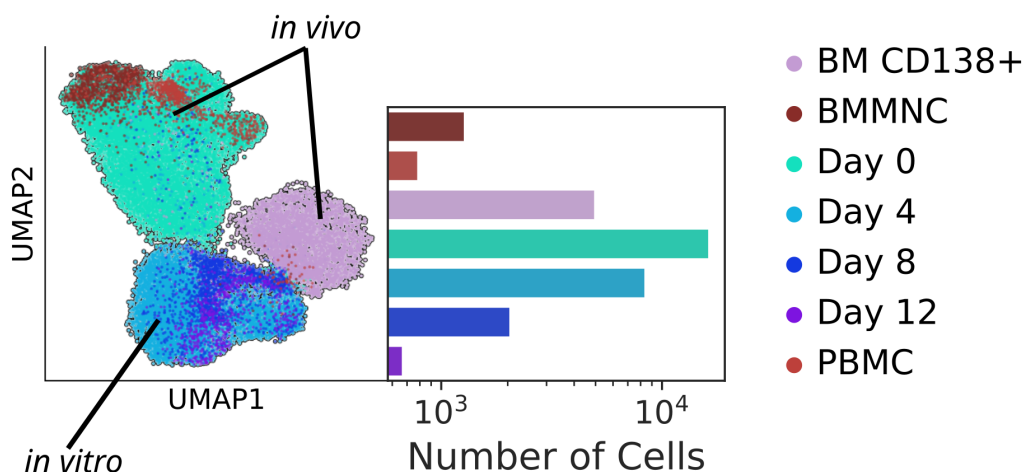 in vivo
UMAP2
UMAP1
in vitro
10³
10⁴
Number of Cells
BM CD138+
BMMNC
Day 0
Day 4
Day 8
Day 12
PBMC